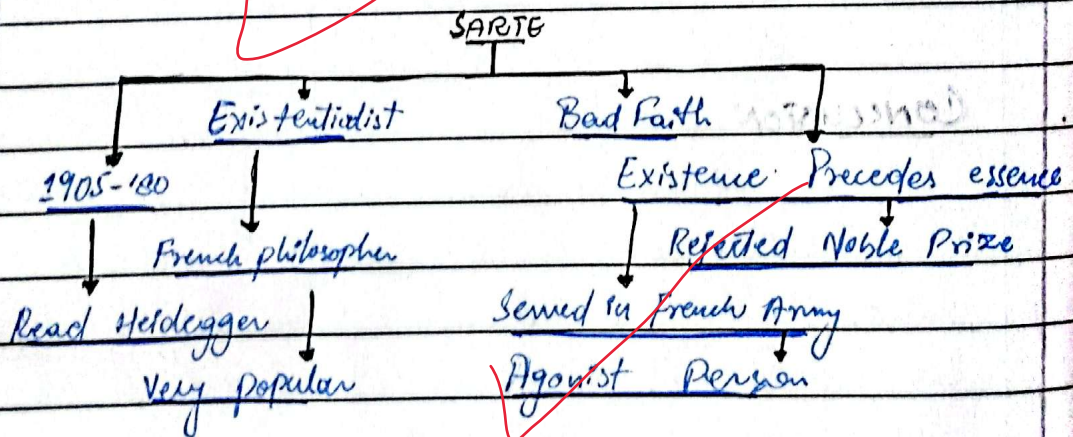 SARTE
Existentialist Bad Faith
1905-'80 Existence Precedes essence
French philosopher Rejected Noble Prize
Read Heidegger Served in French Army
Very popular Agonist Person